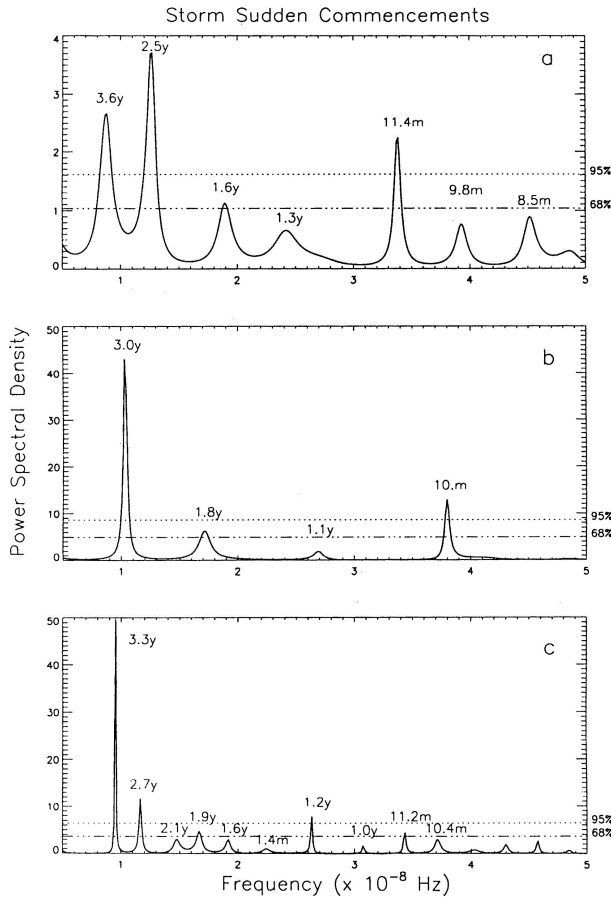 Storm Sudden Commencements
4
3
2
1
0
a
3.6y
2.5y
1.6y
1.3y
11.4m
9.8m
8.5m
95%
68%
1 2 3 4 5
Power Spectral Density
50
40
30
20
10
0
b
3.0y
1.8y
1.1y
10.m
95%
68%
1 2 3 4 5
50
40
30
20
10
0
c
3.3y
2.7y
2.1y
1.9y
1.6y
1.4m
1.2y
1.0y
11.2m
10.4m
95%
68%
1 2 3 4 5
Frequency (x 10⁻⁸ Hz)